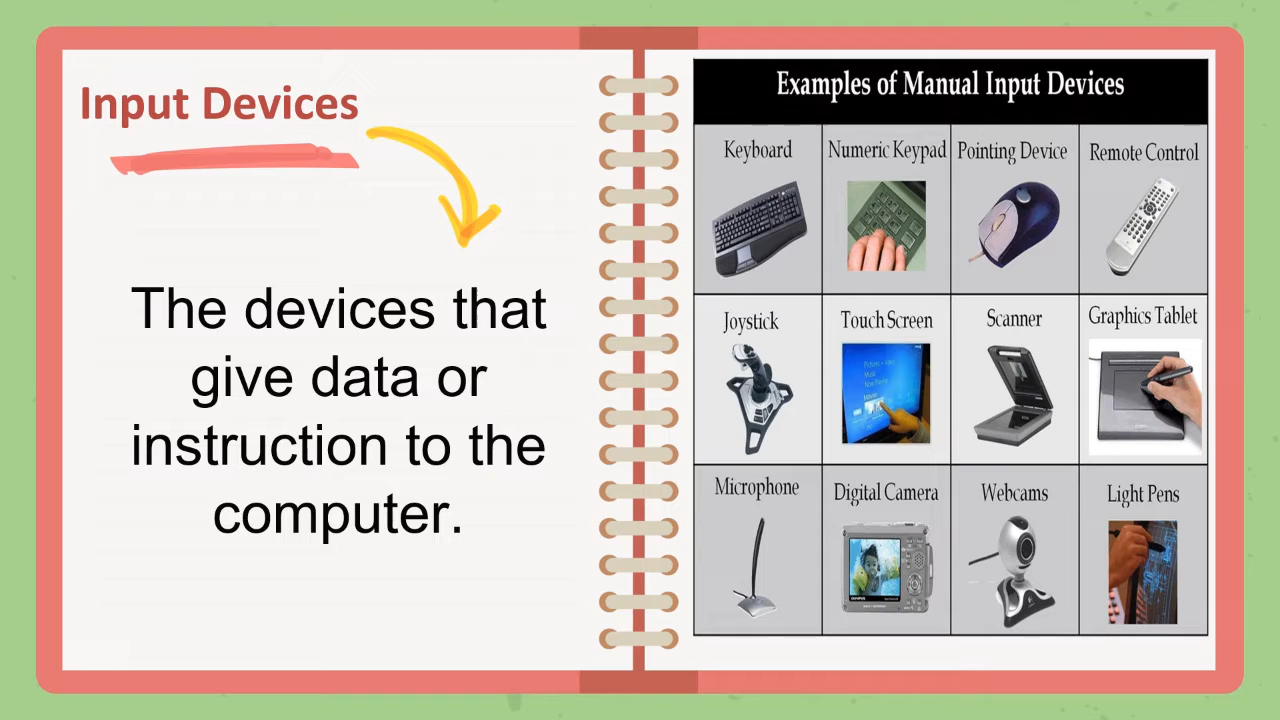 Input Devices
The devices that
give data or
instruction to the
computer.
Examples of Manual Input Devices
Keyboard
Numeric Keypad
Pointing Device
Remote Control
Joystick
Touch Screen
Scanner
Graphics Tablet
Microphone
Digital Camera
Webcams
Light Pens